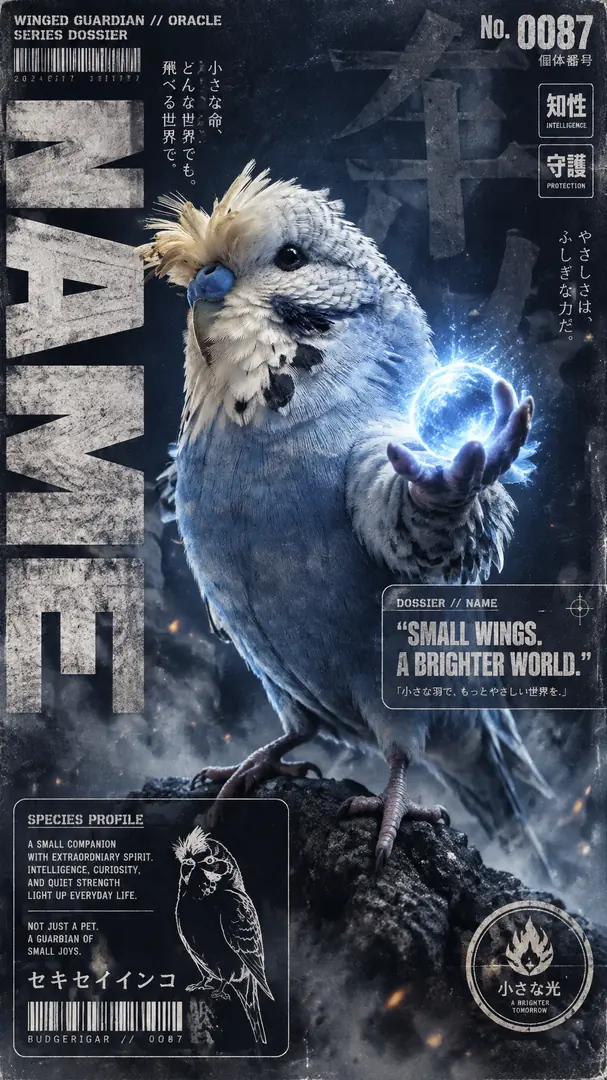 WINGED GUARDIAN // ORACLE
SERIES DOSSIER
No. 0087
個体番号
知性
INTELLIGENCE
守護
PROTECTION
小さな命、
どんな世界でも。
飛べる世界で。
やさしさは、
ふしぎな力だ。
NAME
DOSSIER // NAME
“SMALL WINGS.
A BRIGHTER WORLD.”
「小さな羽で、もっとやさしい世界を.」
SPECIES PROFILE
A SMALL COMPANION
WITH EXTRAORDNIARY SPIRIT.
INTELLIGENCE, CURIOSITY,
AND QUIET STRENGTH
LIGHT UP EVERYDAY LIFE.
NOT JUST A PET.
A GUARBIAN OF
SMALL JOYS.
セキセイインコ
BUDGERIGAR // 0087
小さな光
A BRIGHTER
TOMORROW